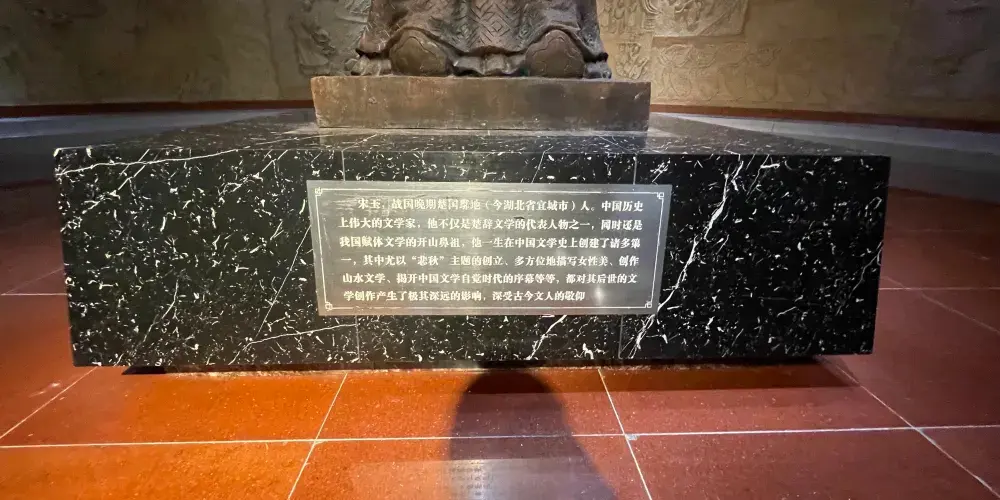 宋玉，战国晚期楚国鄢地（今湖北省宜城市）人。中国历史
上伟大的文学家，他不仅是楚辞文学的代表人物之一，同时还是
我国赋体文学的开山鼻祖，他一生在中国文学史上创建了诸多第
一，其中尤以“悲秋”主题的创立、多方位地描写女性美、创作
山水文学、揭开中国文学自觉时代的序幕等等，都对其后世的文
学创作产生了极其深远的影响，深受古今文人的敬仰